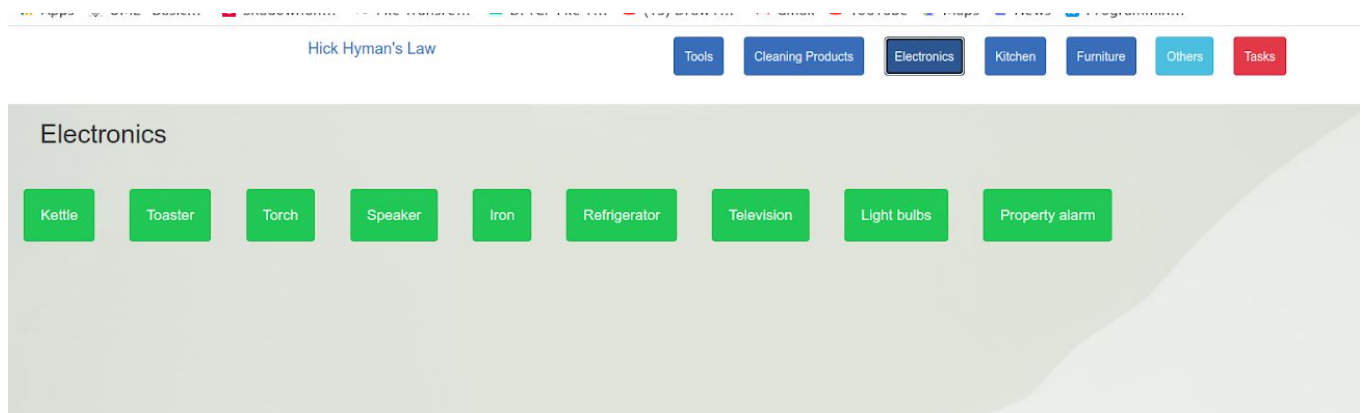 Hick Hyman's Law
Tools Cleaning Products Electronics Kitchen Furniture Others Tasks
Electronics
Kettle Toaster Torch Speaker Iron Refrigerator Television Light bulbs Property alarm